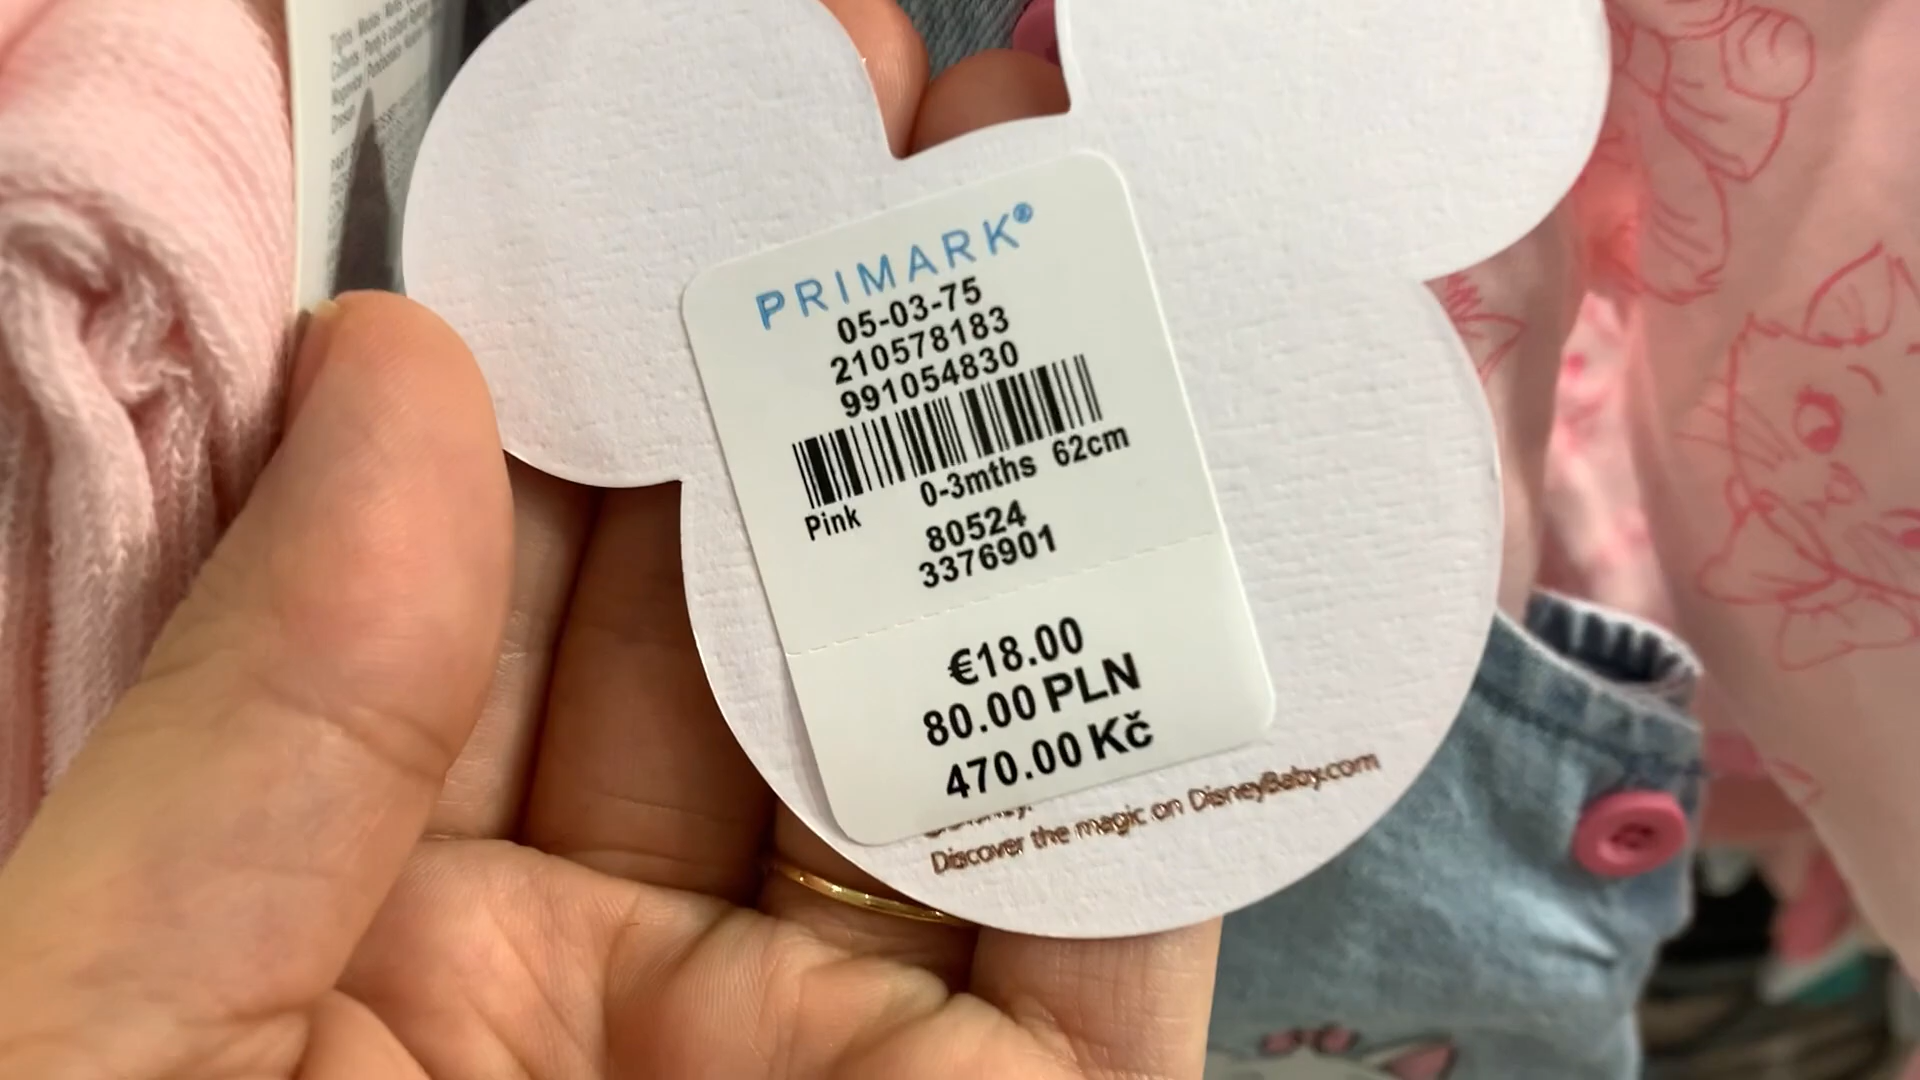 PRIMARK®
05-03-75
210578183
991054830
Pink 0-3mths 62cm
80524
3376901
€18.00
80.00 PLN
470.00 Kč
Discover the magic on DisneyBaby.com